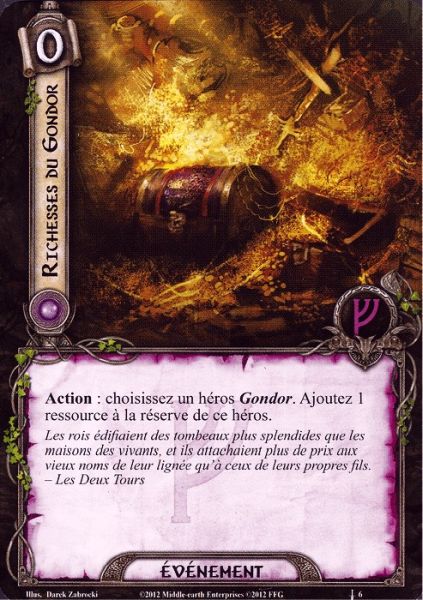 0
RICHESSES DU GONDOR
Action : choisissez un héros Gondor. Ajoutez 1
ressource à la réserve de ce héros.
Les rois édifiaient des tombeaux plus splendides que les
maisons des vivants, et ils attachaient plus de prix aux
vieux noms de leur lignée qu'à ceux de leurs propres fils.
– Les Deux Tours
ÉVÉNEMENT
Illus. Darek Zabrocki ©2012 Middle-earth Enterprises ©2012 FFG 6